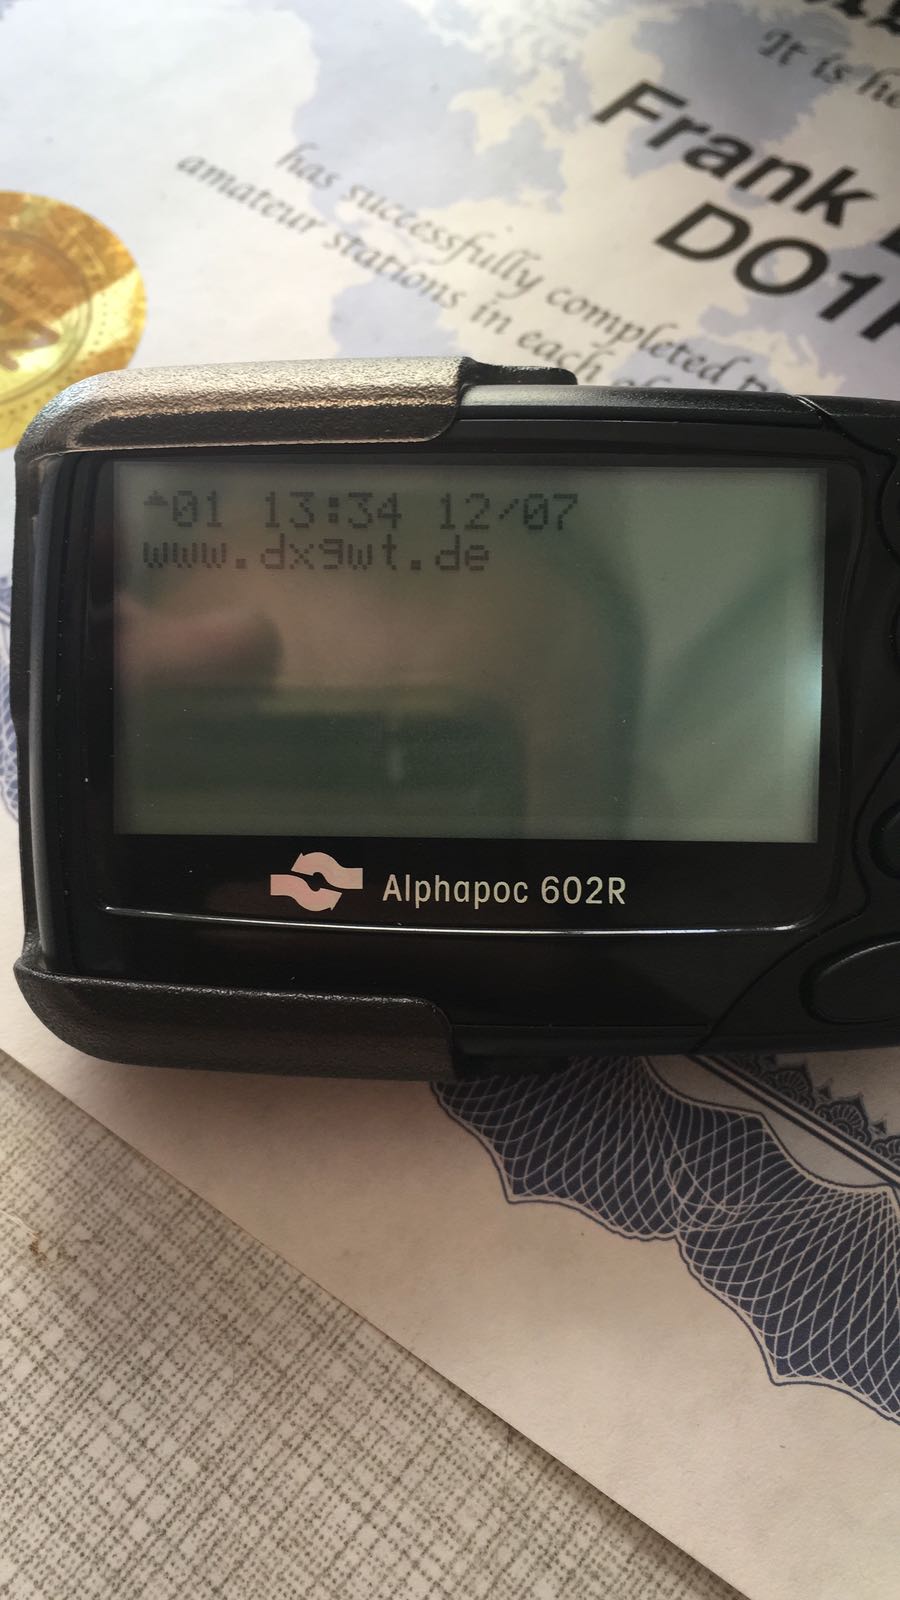 It is he
Frank
DO1
has successfully completed
amateur stations in each of
01 13:34 12/07
www.dx9wt.de
Alphapoc 602R